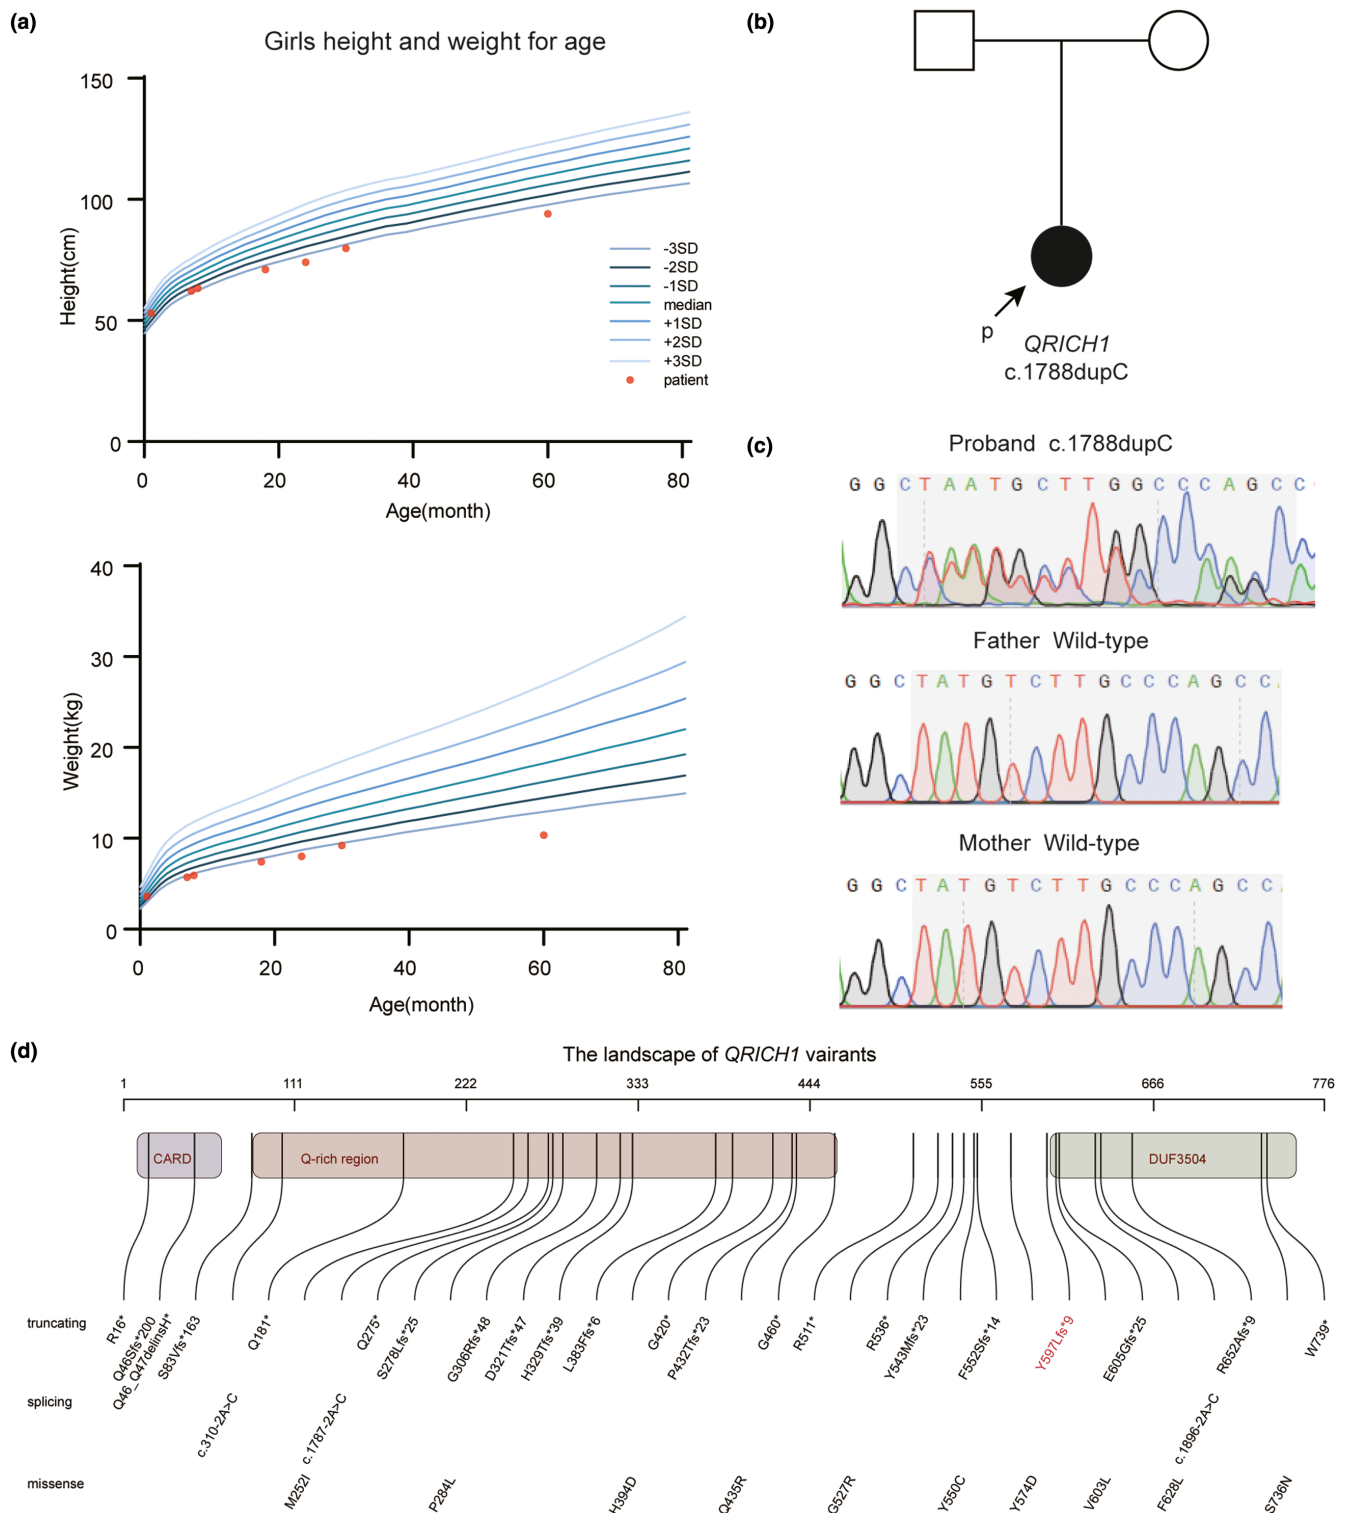 (a)
Girls height and weight for age
150
100
50
0
Height(cm)
-3SD
-2SD
-1SD
median
+1SD
+2SD
+3SD
patient
0 20 40 60 80
Age(month)
40
30
20
10
0
Weight(kg)
0 20 40 60 80
Age(month)
(b)
p
QRICH1
c.1788dupC
(c)
Proband c.1788dupC
G G C T A A T G C T T G G C C C A G C C
Father Wild-type
G G C T A T G T C T T G C C C A G C C
Mother Wild-type
G G C T A T G T C T T G C C C A G C C
(d)
The landscape of QRICH1 vairants
1 111 222 333 444 555 666 776
CARD Q-rich region DUF3504
truncating
R16*
Q46Sfs*200
Q46_Q47delinsH*
S83Vfs*163
Q181*
Q275*
S278Lfs*25
G306Rfs*48
D321Tfs*47
H329Tfs*39
L383Ffs*6
G420*
P432Tfs*23
G460*
R511*
R536*
Y543Mfs*23
F552Sfs*14
Y597Lfs*9
E605Gfs*25
R652Afs*9
W739*
splicing
c.310-2A>C
c.1787-2A>C
c.1896-2A>C
missense
M252I
P284L
H394D
Q435R
G527R
Y550C
Y574D
V603L
F628L
S736N